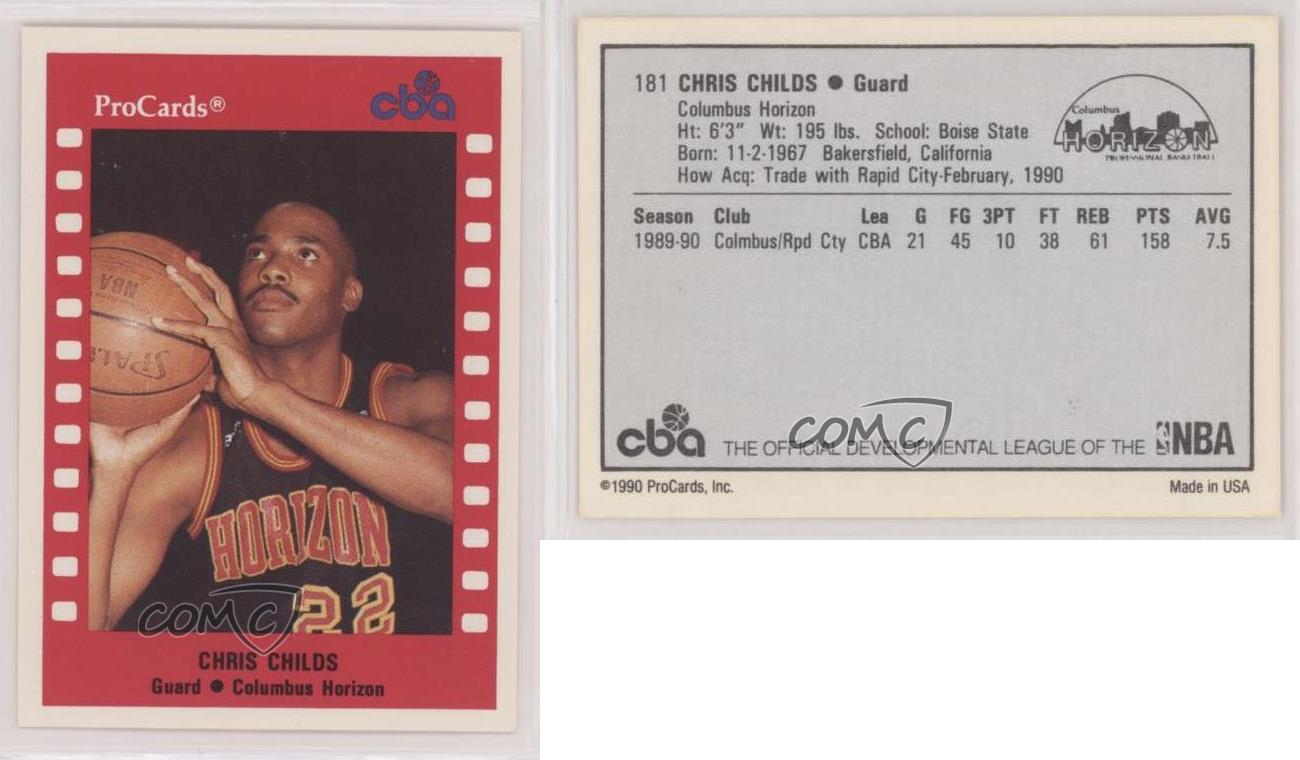 ProCards®
cba
NBA
SPAL
HORIZON
22
COMC
CHRIS CHILDS
Guard ● Columbus Horizon
181 CHRIS CHILDS ● Guard
Columbus Horizon
Ht: 6'3" Wt: 195 lbs. School: Boise State
Born: 11-2-1967 Bakersfield, California
How Acq: Trade with Rapid City-February, 1990
Columbus
HORIZON
PROFESSIONAL BASKETBALL
Season Club Lea G FG 3PT FT REB PTS AVG
1989-90 Colmbus/Rpd Cty CBA 21 45 10 38 61 158 7.5
COMC
cba THE OFFICIAL DEVELOPMENTAL LEAGUE OF THE NBA
©1990 ProCards, Inc. Made in USA